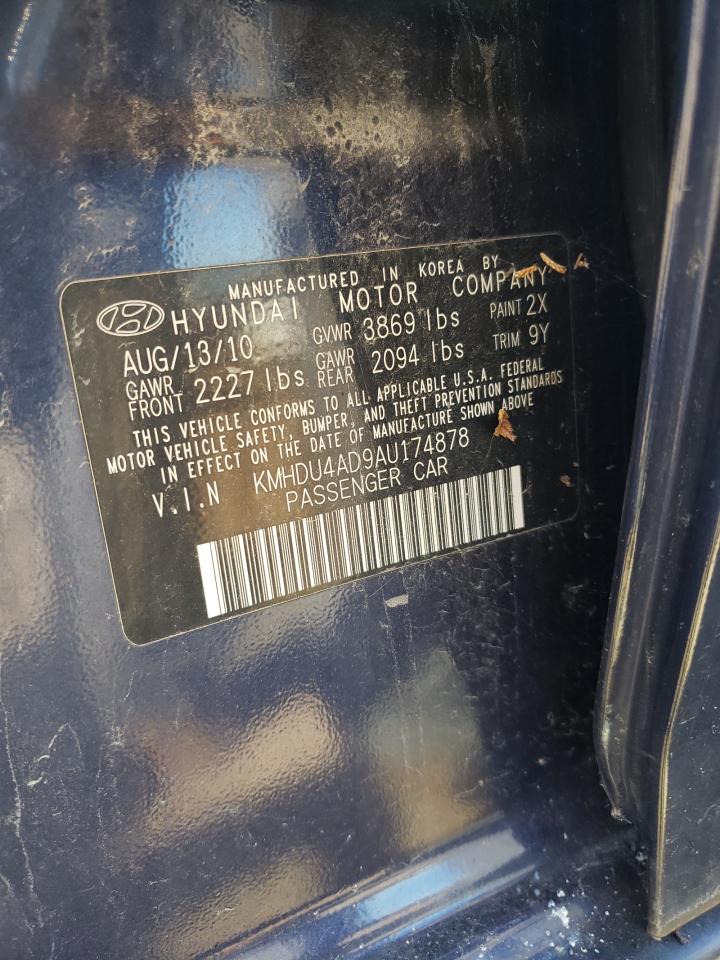 MANUFACTURED IN KOREA BY
HYUNDAI MOTOR COMPANY
AUG/13/10 GVWR 3869 lbs PAINT 2X
GAWR FRONT 2227 lbs GAWR REAR 2094 lbs TRIM 9Y
THIS VEHICLE CONFORMS TO ALL APPLICABLE U.S.A. FEDERAL
MOTOR VEHICLE SAFETY, BUMPER, AND THEFT PREVENTION STANDARDS
IN EFFECT ON THE DATE OF MANUFACTURE SHOWN ABOVE
V.I.N KMHDU4AD9AU174878
PASSENGER CAR